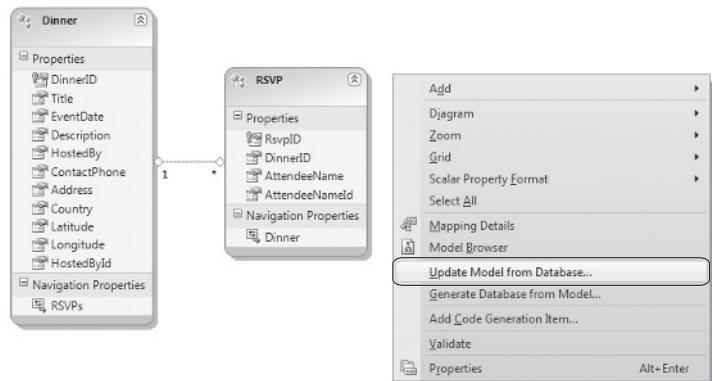 Dinner
Properties
DinnerID
Title
EventDate
Description
HostedBy
ContactPhone
Address
Country
Latitude
Longitude
HostedById
Navigation Properties
RSVPs
1
*
RSVP
Properties
RsvpID
DinnerID
AttendeeName
AttendeeNameId
Navigation Properties
Dinner
Add
Diagram
Zoom
Grid
Scalar Property Format
Select All
Mapping Details
Model Browser
Update Model from Database...
Generate Database from Model...
Add Code Generation Item...
Validate
Properties Alt+Enter